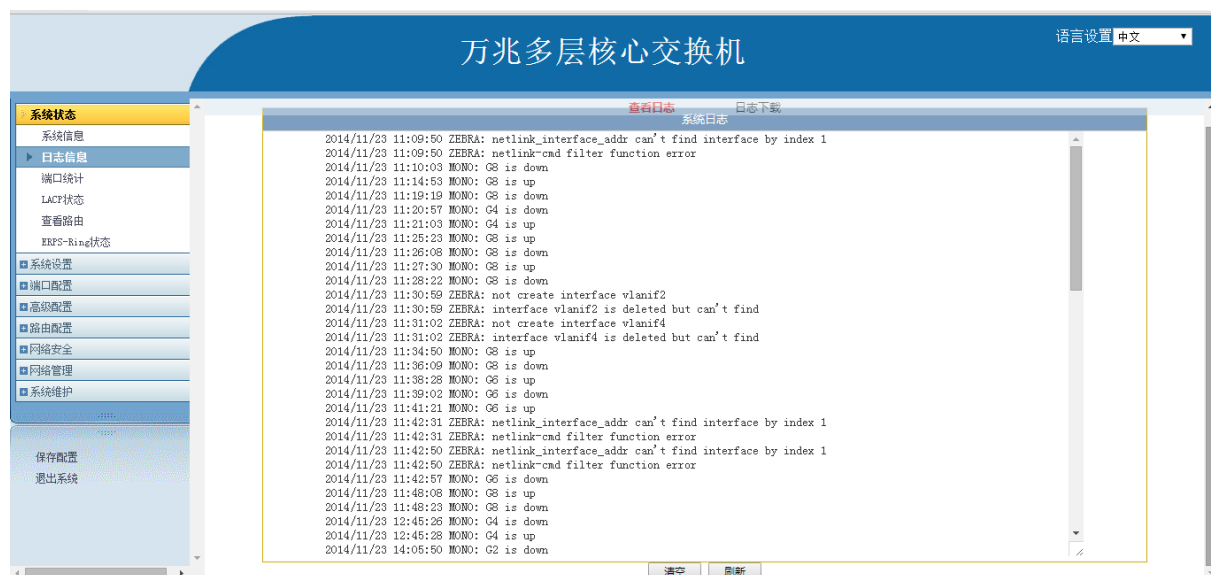 万兆多层核心交换机
语言设置 中文
系统状态
系统信息
日志信息
端口统计
LACP状态
查看路由
ERPS-Ring状态
系统设置
端口配置
高级配置
路由配置
网络安全
网络管理
系统维护
保存配置
退出系统
查看日志 日志下载
系统日志
2014/11/23 11:09:50 ZEBRA: netlink_interface_addr can't find interface by index 1
2014/11/23 11:09:50 ZEBRA: netlink-cmd filter function error
2014/11/23 11:10:03 MONO: G8 is down
2014/11/23 11:14:53 MONO: G8 is up
2014/11/23 11:19:19 MONO: G8 is down
2014/11/23 11:20:57 MONO: G4 is down
2014/11/23 11:21:03 MONO: G4 is up
2014/11/23 11:25:23 MONO: G8 is up
2014/11/23 11:26:08 MONO: G8 is down
2014/11/23 11:27:30 MONO: G8 is up
2014/11/23 11:28:22 MONO: G8 is down
2014/11/23 11:30:59 ZEBRA: not create interface vlanif2
2014/11/23 11:30:59 ZEBRA: interface vlanif2 is deleted but can't find
2014/11/23 11:31:02 ZEBRA: not create interface vlanif4
2014/11/23 11:31:02 ZEBRA: interface vlanif4 is deleted but can't find
2014/11/23 11:34:50 MONO: G8 is up
2014/11/23 11:36:09 MONO: G8 is down
2014/11/23 11:38:28 MONO: G6 is up
2014/11/23 11:39:02 MONO: G6 is down
2014/11/23 11:41:21 MONO: G6 is up
2014/11/23 11:42:31 ZEBRA: netlink_interface_addr can't find interface by index 1
2014/11/23 11:42:31 ZEBRA: netlink-cmd filter function error
2014/11/23 11:42:50 ZEBRA: netlink_interface_addr can't find interface by index 1
2014/11/23 11:42:50 ZEBRA: netlink-cmd filter function error
2014/11/23 11:42:57 MONO: G6 is down
2014/11/23 11:48:08 MONO: G8 is up
2014/11/23 11:48:23 MONO: G8 is down
2014/11/23 12:45:26 MONO: G4 is down
2014/11/23 12:45:28 MONO: G4 is up
2014/11/23 14:05:50 MONO: G2 is down
清空 刷新